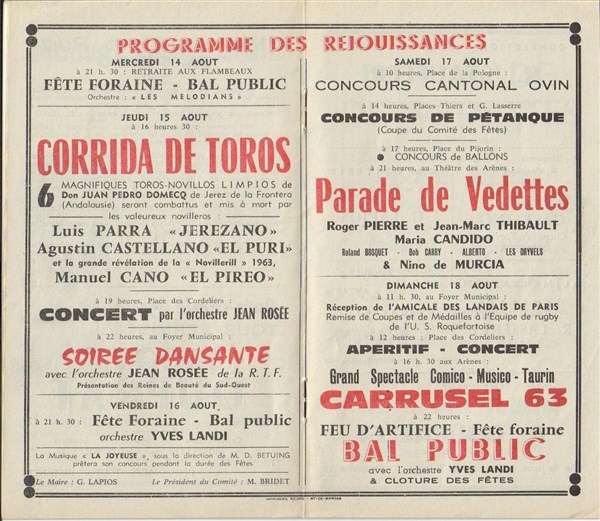 PROGRAMME DES REJOUISSANCES
MERCREDI 14 AOUT
à 21 h. 30 : RETRAITE AUX FLAMBEAUX
FÊTE FORAINE - BAL PUBLIC
Orchestre : « LES MELODIANS »
JEUDI 15 AOUT
à 16 heures 30 :
CORRIDA DE TOROS
6 MAGNIFIQUES TOROS-NOVILLOS LIMPIOS de
Don JUAN PEDRO DOMECQ de Jerez de la Frontera
(Andalousie) seront combattus et mis à mort par
les valeureux novilleros :
Luis PARRA «JEREZANO»
Agustin CASTELLANO «EL PURI»
et la grande révélation de la « Novillerill » 1963,
Manuel CANO «EL PIREO»
à 19 heures, Place des Cordeliers :
CONCERT par l'orchestre JEAN ROSÉE
à 22 heures, au Foyer Municipal :
SOIREE DANSANTE
avec l'orchestre JEAN ROSÉE de la R. T. F.
Présentation des Reines de Beauté du Sud-Ouest
VENDREDI 16 AOUT
à 21 h. 30 : Fête Foraine - Bal public
orchestre YVES LANDI
La Musique « LA JOYEUSE », sous la direction de M. D. BETUING
prêtera son concours pendant la durée des Fêtes
Le Maire : G. LAPIOS Le Président du Comité : M. BRIDET
SAMEDI 17 AOUT
à 10 heures, Place de la Pologne :
CONCOURS CANTONAL OVIN
à 14 heures, Places Thiers et G. Lasserre
CONCOURS DE PÉTANQUE
(Coupe du Comité des Fêtes)
à 17 heures, Place du Pijorin :
● CONCOURS de BALLONS
à 21 heures, au Théâtre des Arènes :
Parade de Vedettes
Roger PIERRE et Jean-Marc THIBAULT
Maria CANDIDO
Roland BOSQUET - Bob CARRY - ALBERTO - LES DRYVELS
& Nino de MURCIA
DIMANCHE 18 AOUT
à 11 h. 30, au Foyer Municipal :
Réception de l'AMICALE DES LANDAIS DE PARIS
Remise de Coupes et de Médailles à l'Equipe de rugby
de l'U. S. Roquefortoise
à 12 heures : Place des Cordeliers :
APERITIF - CONCERT
à 16 h. 30 aux Arènes :
Grand Spectacle Comico - Musico - Taurin
CARRUSEL 63
à 22 heures :
FEU D'ARTIFICE - Fête foraine
BAL PUBLIC
avec l'orchestre YVES LANDI
& CLOTURE DES FÊTES